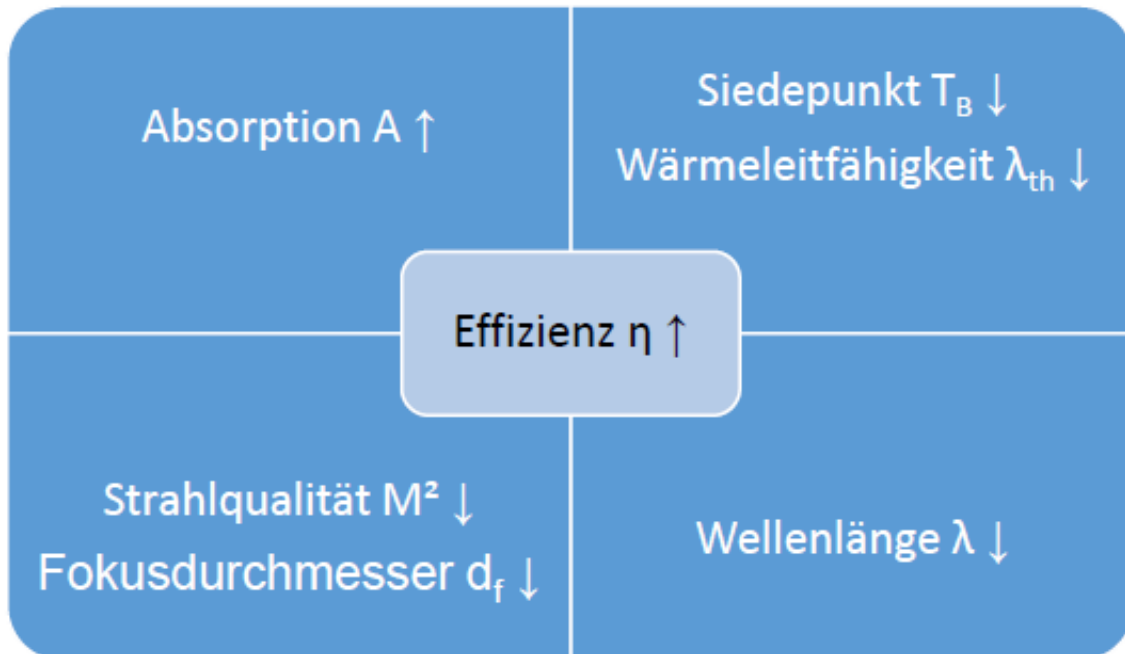 Absorption A ↑
Siedepunkt T_B ↓
Wärmeleitfähigkeit λ_th ↓
Effizienz η ↑
Strahlqualität M² ↓
Fokusdurchmesser d_f ↓
Wellenlänge λ ↓